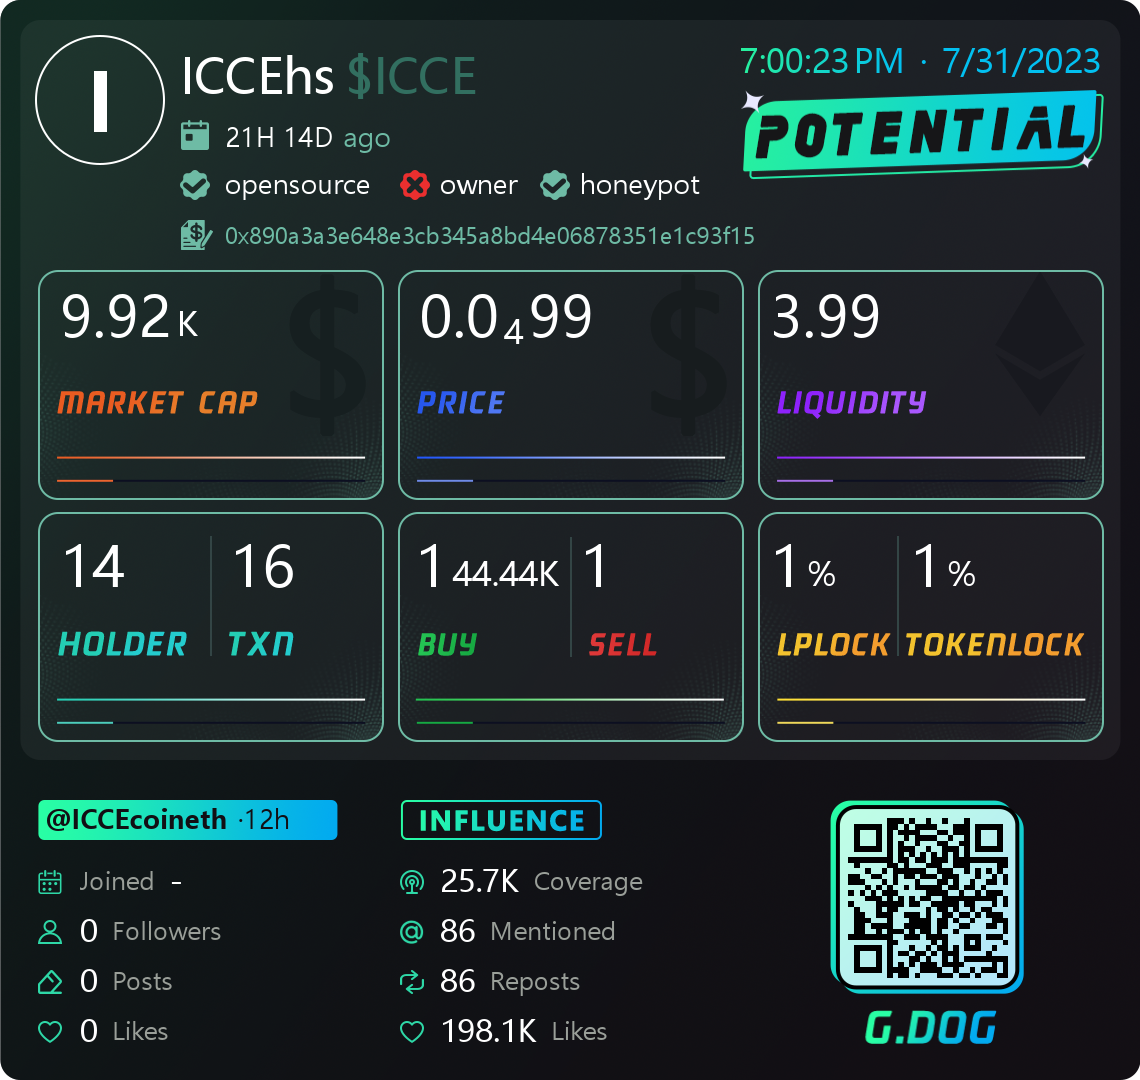 I
ICCEhs $ICCE
7:00:23 PM · 7/31/2023
POTENTIAL
21H 14D ago
opensource owner honeypot
0x890a3a3e648e3cb345a8bd4e06878351e1c93f15
9.92 K
MARKET CAP
0.0₄99
PRICE
3.99
LIQUIDITY
14 16
HOLDER TXN
1 44.44K 1
BUY SELL
1 % 1 %
LPLOCK TOKENLOCK
@ICCEcoineth ·12h
Joined -
0 Followers
0 Posts
0 Likes
INFLUENCE
25.7K Coverage
86 Mentioned
86 Reposts
198.1K Likes
G.DOG